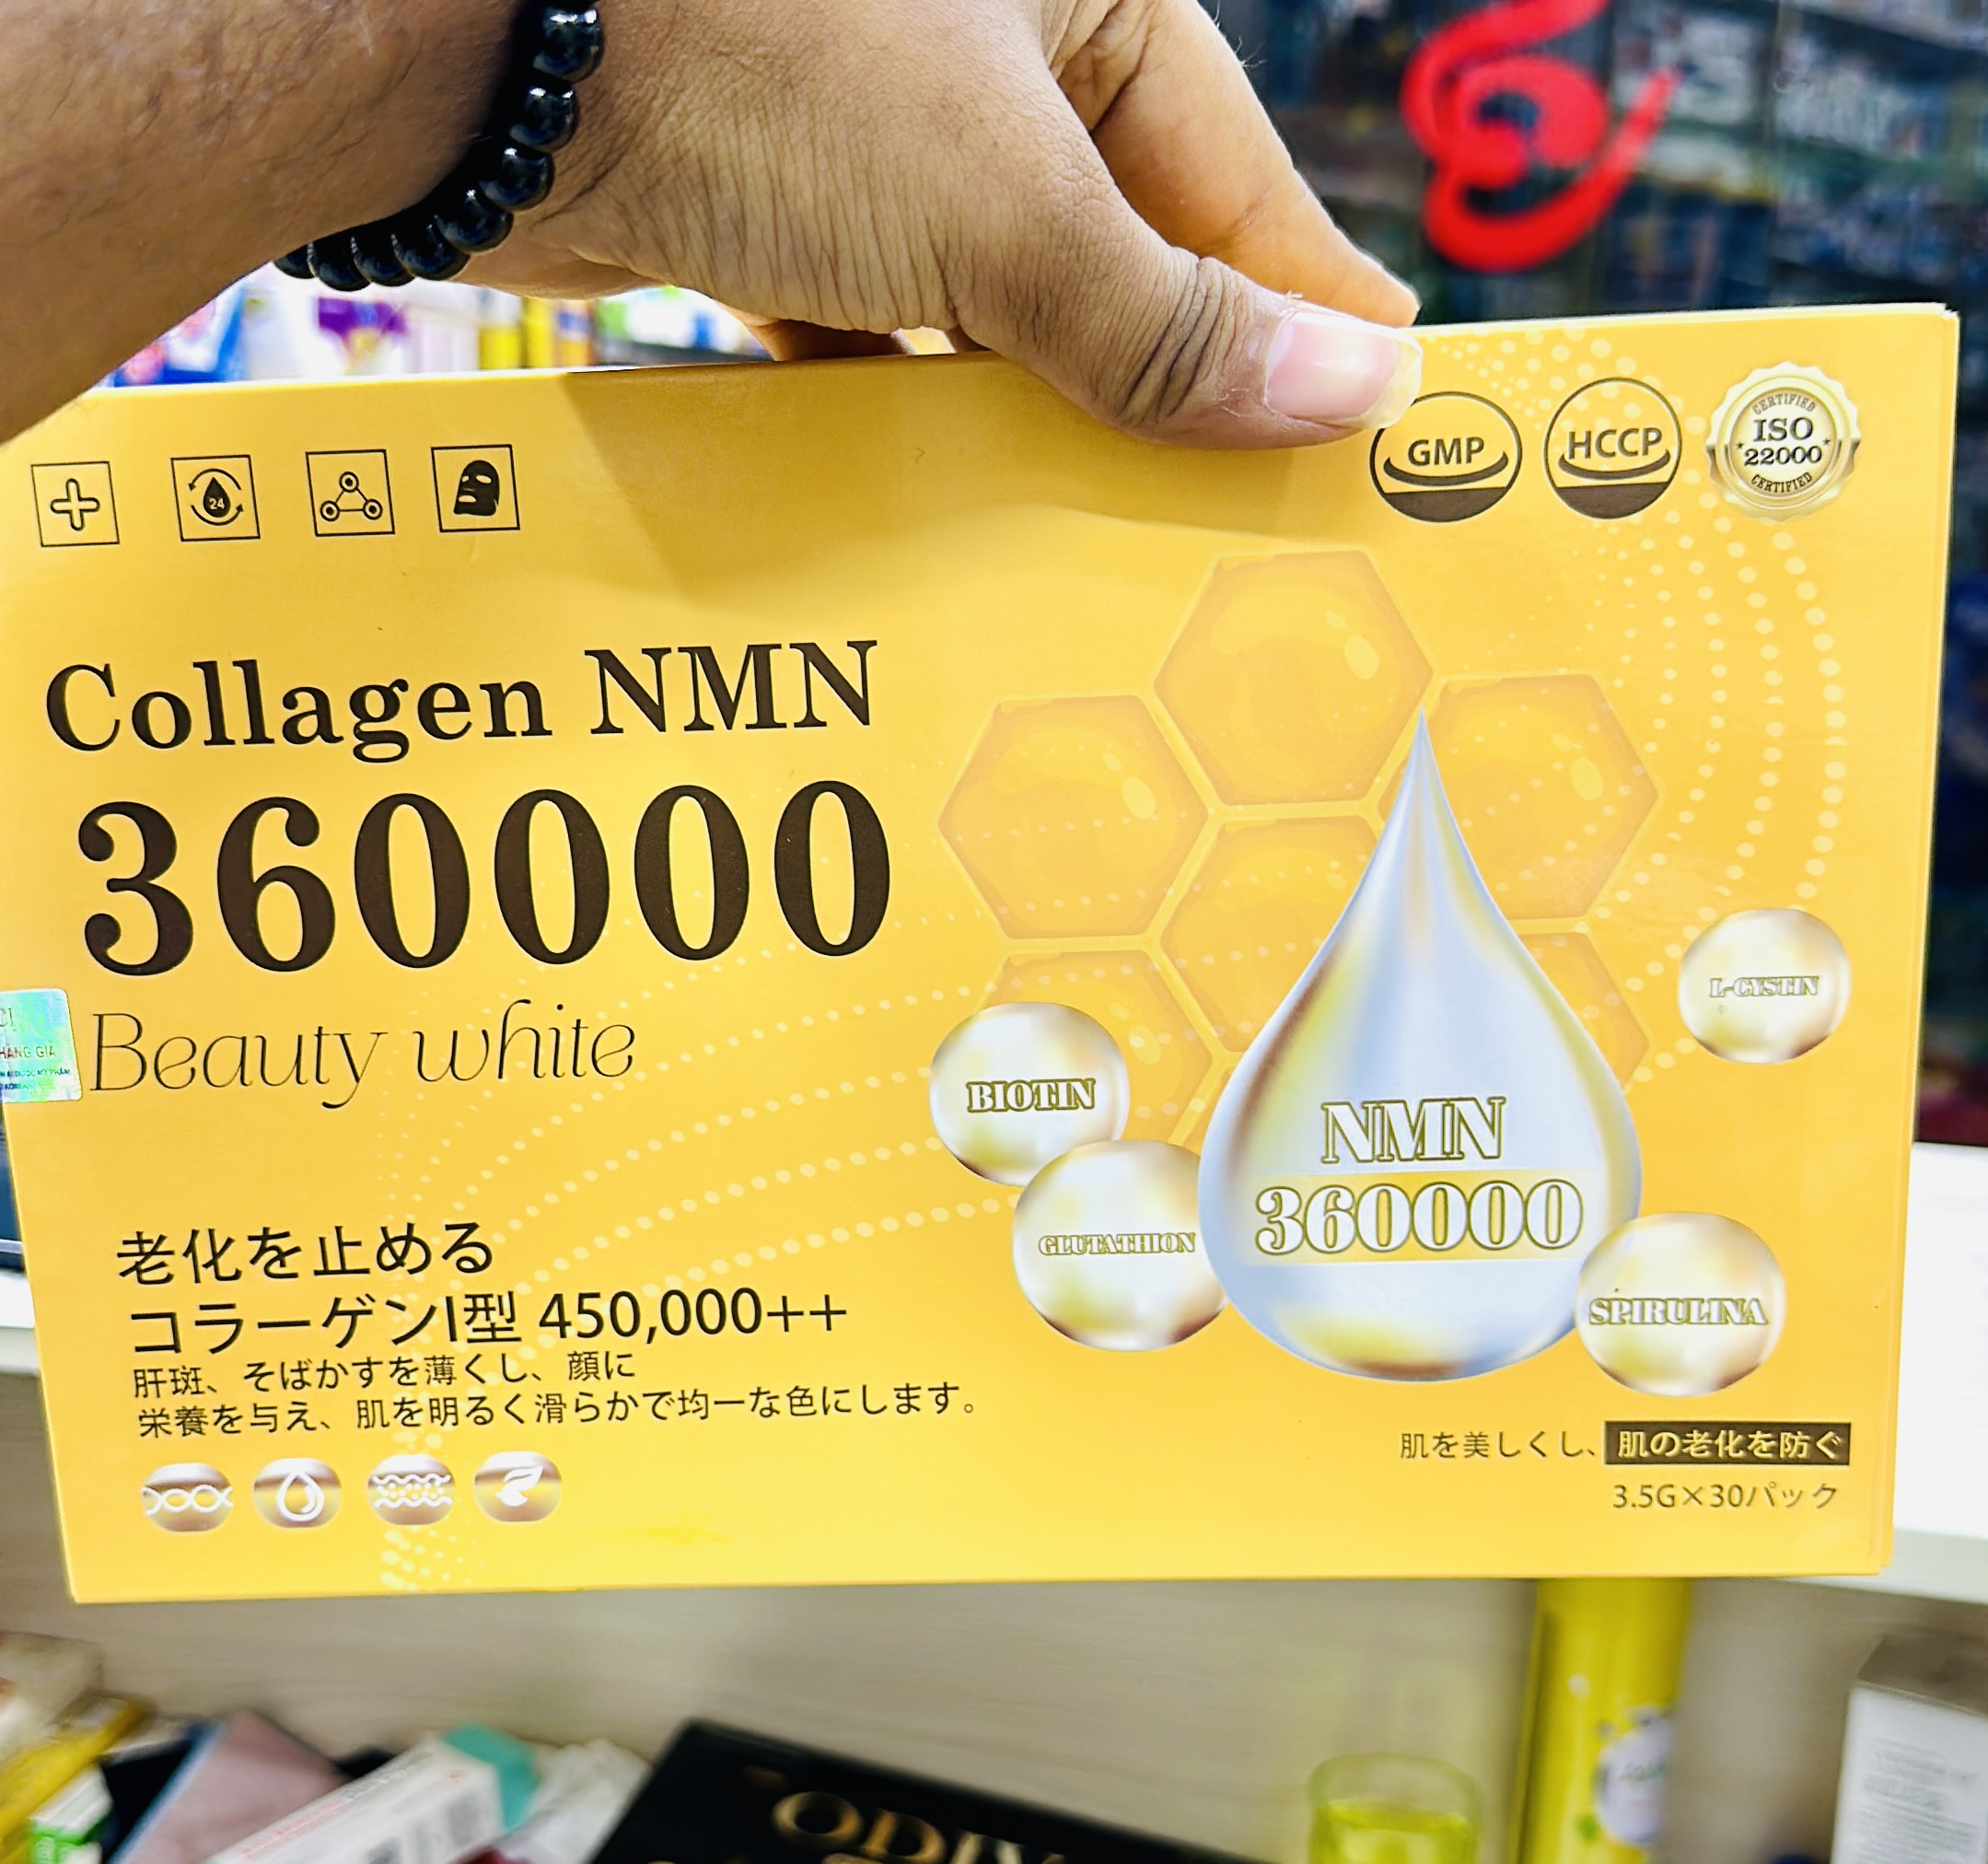 24
GMP
HCCP
CERTIFIED
ISO
22000
CERTIFIED
Collagen NMN
360000
Beauty white
HÀNG GIẢ
L-CYSTIN
BIOTIN
GLUTATHION
NMN
360000
SPIRULINA
老化を止める
コラーゲンI型 450,000++
肝斑、そばかすを薄くし、顔に
栄養を与え、肌を明るく滑らかで均一な色にします。
肌を美しくし、肌の老化を防ぐ
3.5G×30パック